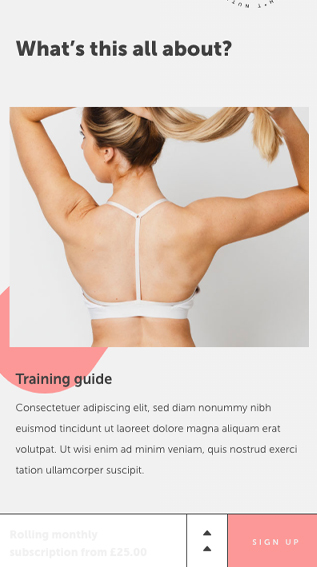 What's this all about?
Training guide
Consectetuer adipiscing elit, sed diam nonummy nibh
euismod tincidunt ut laoreet dolore magna aliquam erat
volutpat. Ut wisi enim ad minim veniam, quis nostrud exerci
tation ullamcorper suscipit.
Rolling monthly
subscription from £25.00
SIGN UP